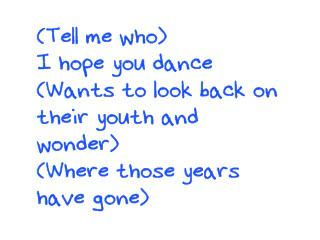 (Tell me who)
I hope you dance
(Wants to look back on
their youth and
wonder)
(Where those years
have gone)